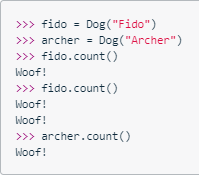 >>> fido = Dog("Fido")
>>> archer = Dog("Archer")
>>> fido.count()
Woof!
>>> fido.count()
Woof!
Woof!
>>> archer.count()
Woof!